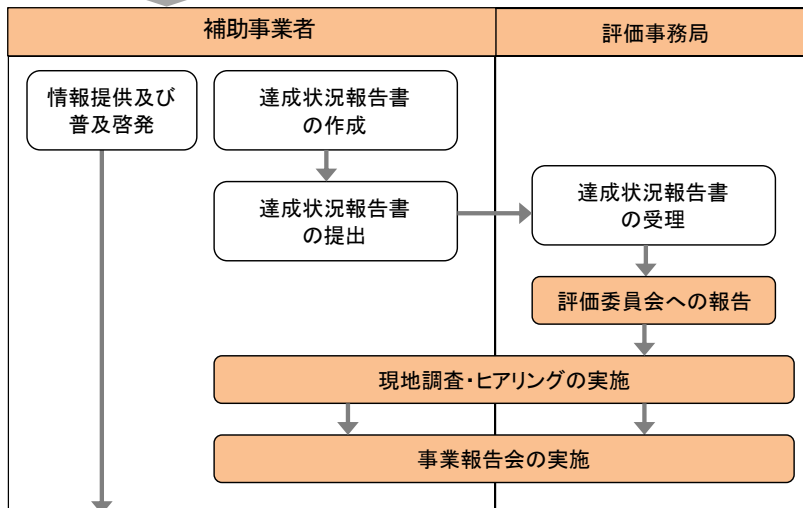 補助事業者
評価事務局
情報提供及び
普及啓発
達成状況報告書
の作成
達成状況報告書
の提出
達成状況報告書
の受理
評価委員会への報告
現地調査・ヒアリングの実施
事業報告会の実施